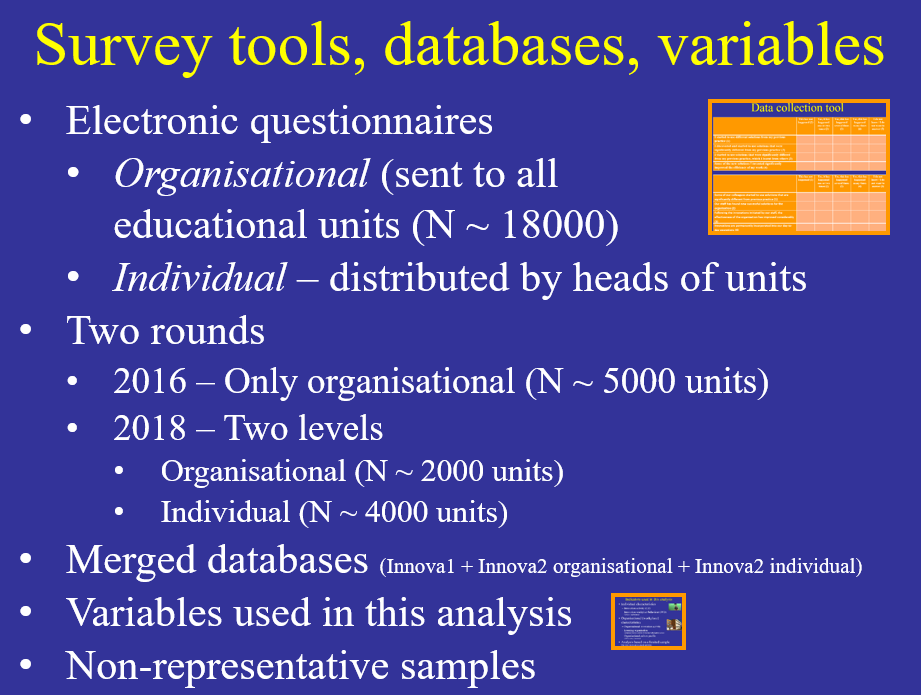 Survey tools, databases, variables
• Electronic questionnaires
Data collection tool
• Organisational (sent to all
educational units (N ~ 18000)
• Individual – distributed by heads of units
• Two rounds
• 2016 – Only organisational (N ~ 5000 units)
• 2018 – Two levels
• Organisational (N ~ 2000 units)
• Individual (N ~ 4000 units)
• Merged databases (Innova1 + Innova2 organisational + Innova2 individual)
• Variables used in this analysis
• Non-representative samples